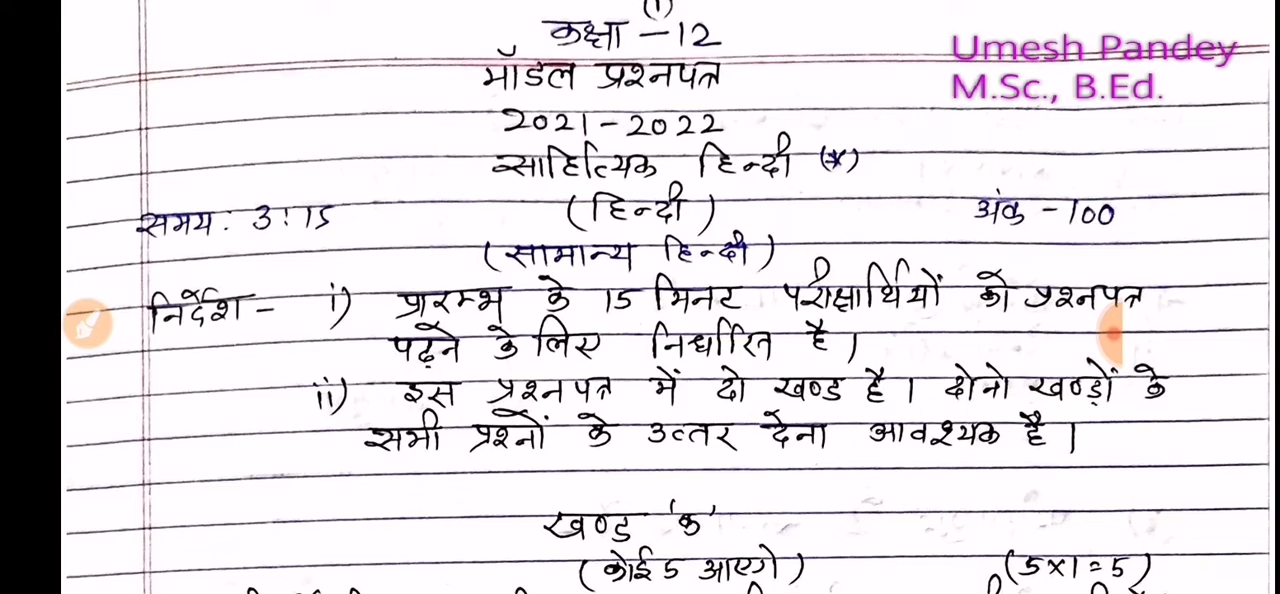 (1)
कक्षा - 12
Umesh Pandey
मॉडल प्रश्नपत्र
M.Sc., B.Ed.
2021-2022
साहित्यिक हिन्दी (*)
समय: 3:15 (हिन्दी) अंक - 100
(सामान्य हिन्दी)
निर्देश - i) प्रारम्भ के 15 मिनट परीक्षार्थियों को प्रश्नपत्र
पढ़ने के लिए निर्धारित है।
ii) इस प्रश्नपत्र में दो खण्ड है। दोनो खण्ड़ों के
सभी प्रश्नों के उत्तर देना आवश्यक है।
खण्ड 'क'
(कोई 5 आएगे) (5×1=5)